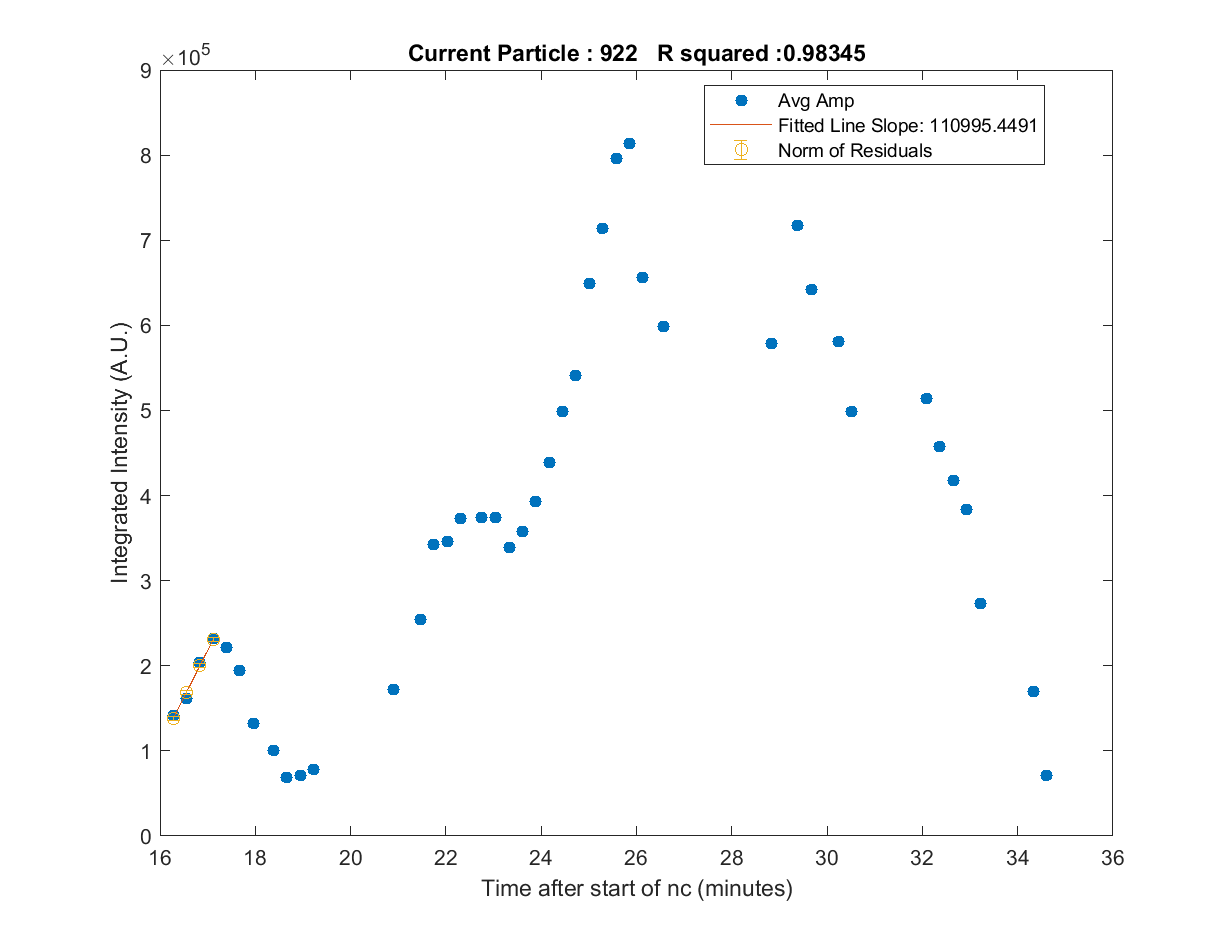 Current Particle : 922 R squared :0.98345
×10^5
9
8
7
6
5
4
3
2
1
0
Integrated Intensity (A.U.)
Avg Amp
Fitted Line Slope: 110995.4491
Norm of Residuals
16 18 20 22 24 26 28 30 32 34 36
Time after start of nc (minutes)